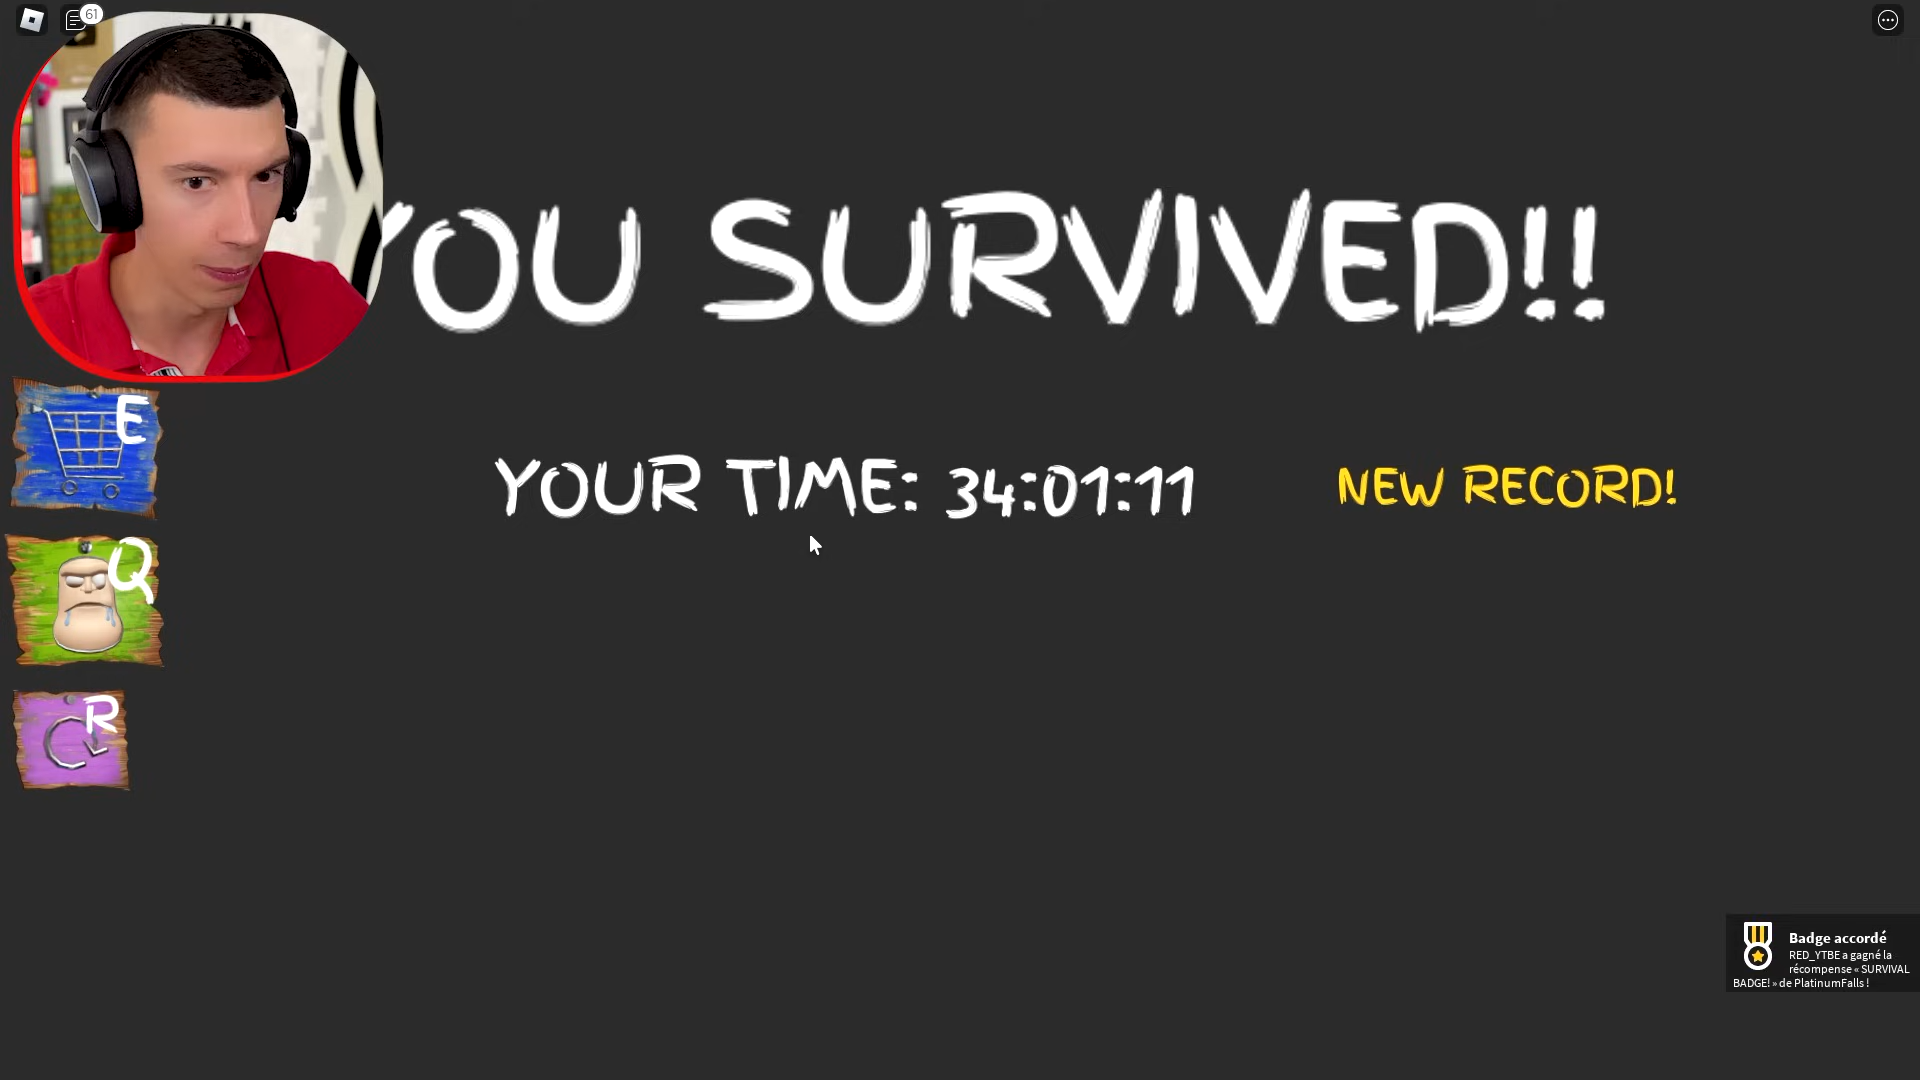 61
YOU SURVIVED!!
E
YOUR TIME: 34:01:11
NEW RECORD!
Q
R
Badge accordé
RED_YTBE a gagné la
récompense « SURVIVAL
BADGE! » de PlatinumFalls !